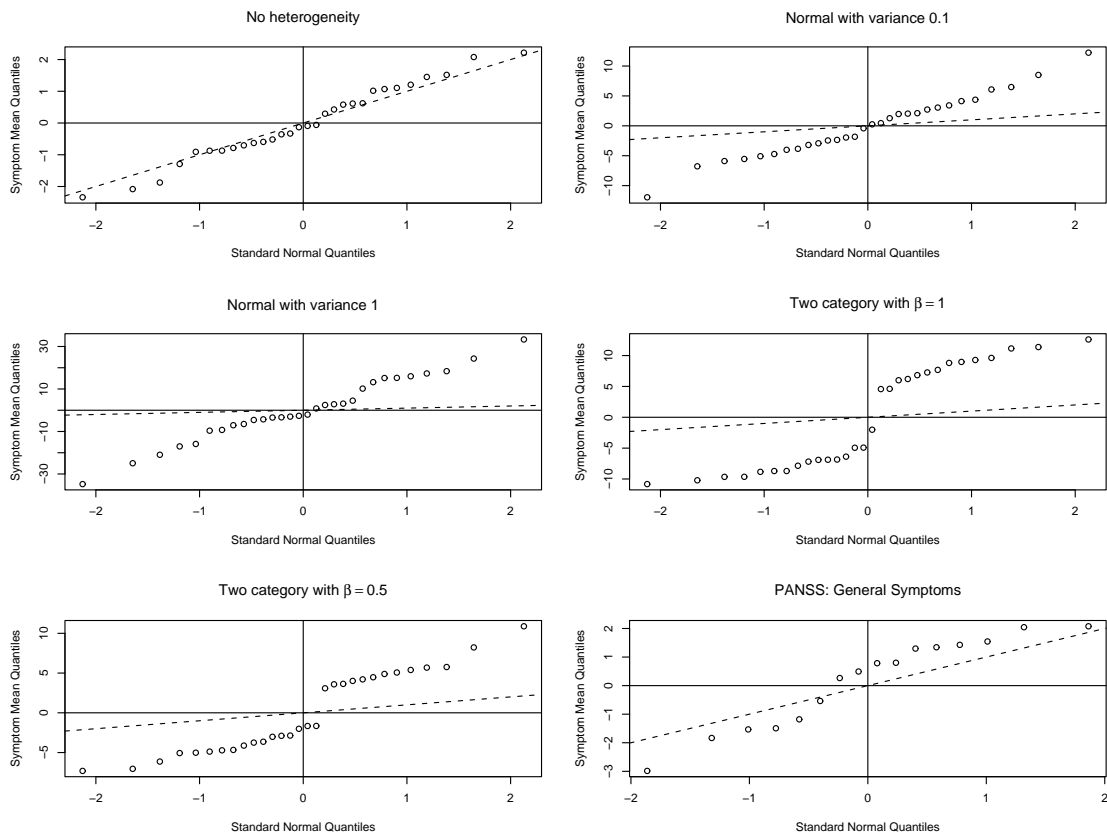 No heterogeneity
Symptom Mean Quantiles
2
1
0
−1
−2
−2 −1 0 1 2
Standard Normal Quantiles
Normal with variance 0.1
Symptom Mean Quantiles
10
5
0
−5
−10
−2 −1 0 1 2
Standard Normal Quantiles
Normal with variance 1
Symptom Mean Quantiles
30
10
−10
−30
−2 −1 0 1 2
Standard Normal Quantiles
Two category with β = 1
Symptom Mean Quantiles
10
5
0
−5
−10
−2 −1 0 1 2
Standard Normal Quantiles
Two category with β = 0.5
Symptom Mean Quantiles
10
5
0
−5
−2 −1 0 1 2
Standard Normal Quantiles
PANSS: General Symptoms
Symptom Mean Quantiles
2
1
0
−1
−2
−3
−2 −1 0 1 2
Standard Normal Quantiles